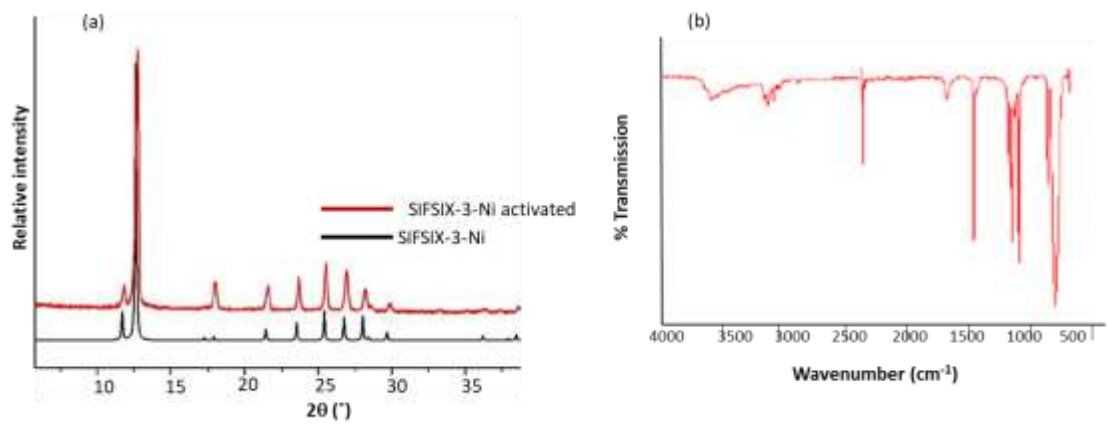 (a)
Relative intensity
SIFSIX-3-Ni activated
SIFSIX-3-Ni
10 15 20 25 30 35
2θ (˚)
(b)
% Transmission
4000 3500 3000 2500 2000 1500 1000 500
Wavenumber (cm⁻¹)